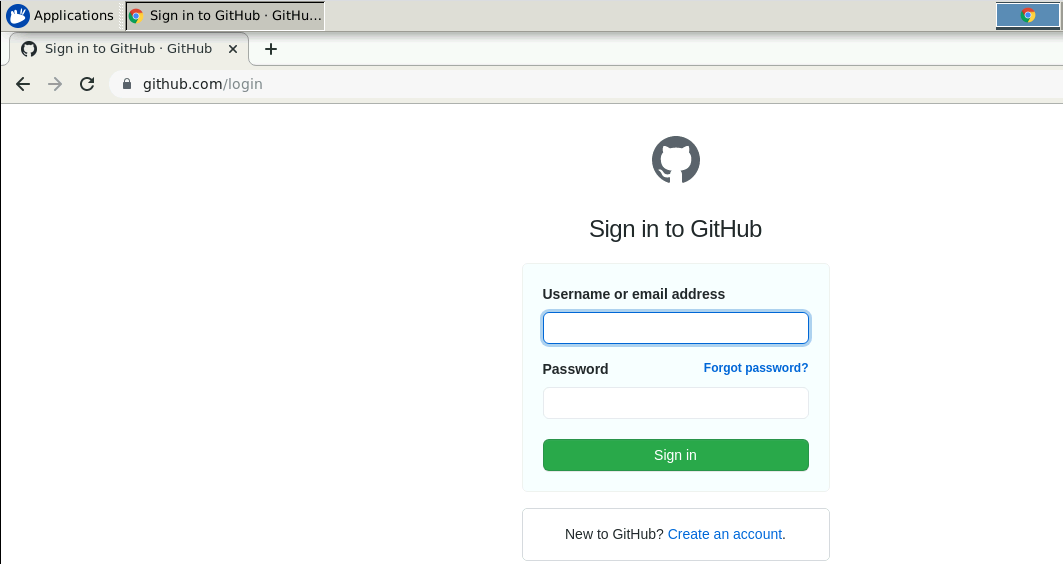 Applications
Sign in to GitHub · GitHu...
Sign in to GitHub · GitHub
github.com/login
Sign in to GitHub
Username or email address
Password
Forgot password?
Sign in
New to GitHub? Create an account.